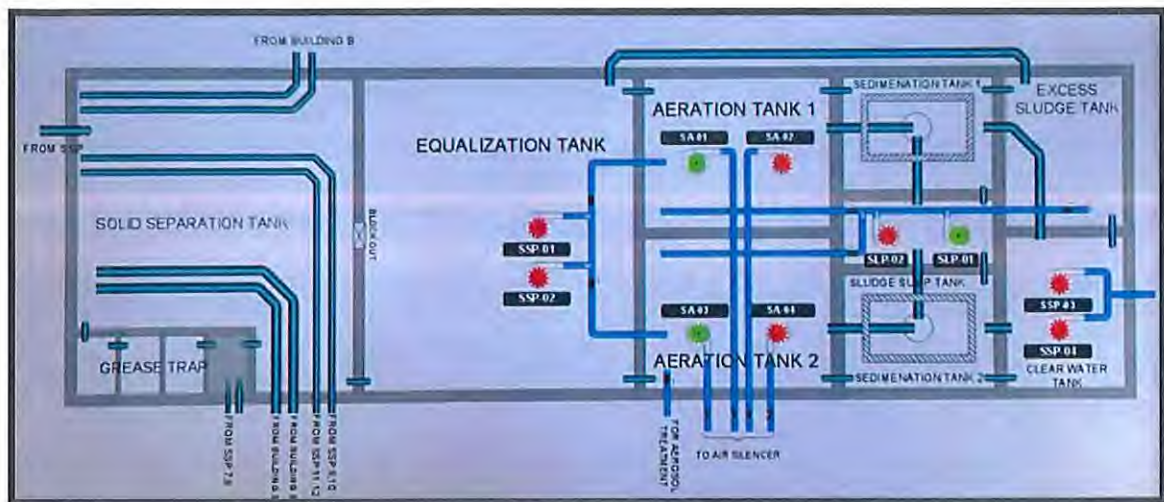 FROM BUILDING B
FROM SSP
SOLID SEPARATION TANK
GREASE TRAP
BLOCK OUT
EQUALIZATION TANK
SSP-01
SSP-02
AERATION TANK 1
SA-01
SA-02
SEDIMENATION TANK 1
EXCESS
SLUDGE TANK
SLP-02
SLP-01
SLUDGE SUMP TANK
SA-03
SA-04
AERATION TANK 2
SEDIMENATION TANK 2
SSP-03
SSP-04
CLEAR WATER
TANK
FROM SSP
FROM BUILDING
FROM BUILDING
FROM SSP 11,12
FROM SSP 9,10
FOR AEROSOL
TREATMENT
TO AIR SILENCER